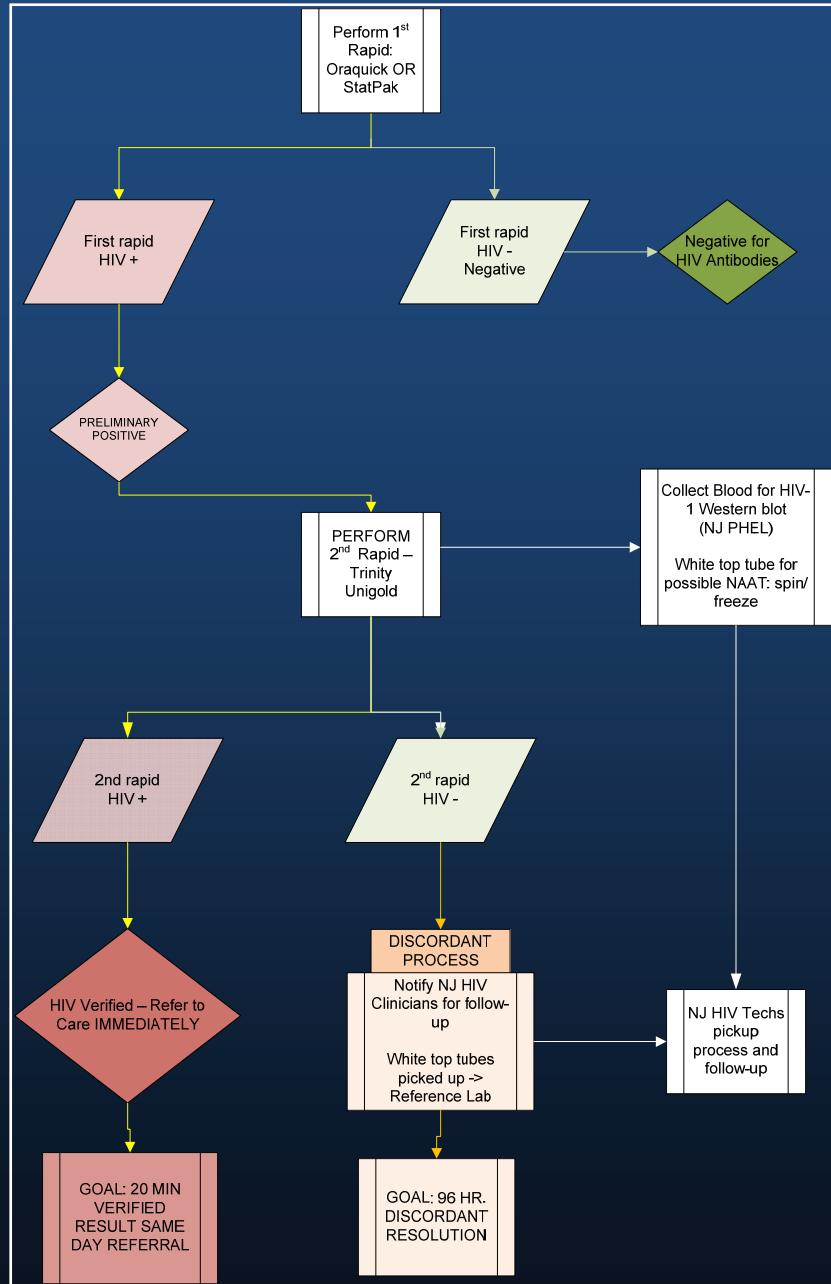 Perform 1st
Rapid:
Oraquick OR
StatPak
First rapid
HIV +
First rapid
HIV -
Negative
Negative for
HIV Antibodies
PRELIMINARY
POSITIVE
PERFORM
2nd Rapid –
Trinity
Unigold
Collect Blood for HIV-
1 Western blot
(NJ PHEL)
White top tube for
possible NAAT: spin/
freeze
2nd rapid
HIV +
2nd rapid
HIV -
HIV Verified – Refer to
Care IMMEDIATELY
DISCORDANT
PROCESS
Notify NJ HIV
Clinicians for follow-
up
White top tubes
picked up ->
Reference Lab
NJ HIV Techs
pickup
process and
follow-up
GOAL: 20 MIN
VERIFIED
RESULT SAME
DAY REFERRAL
GOAL: 96 HR.
DISCORDANT
RESOLUTION